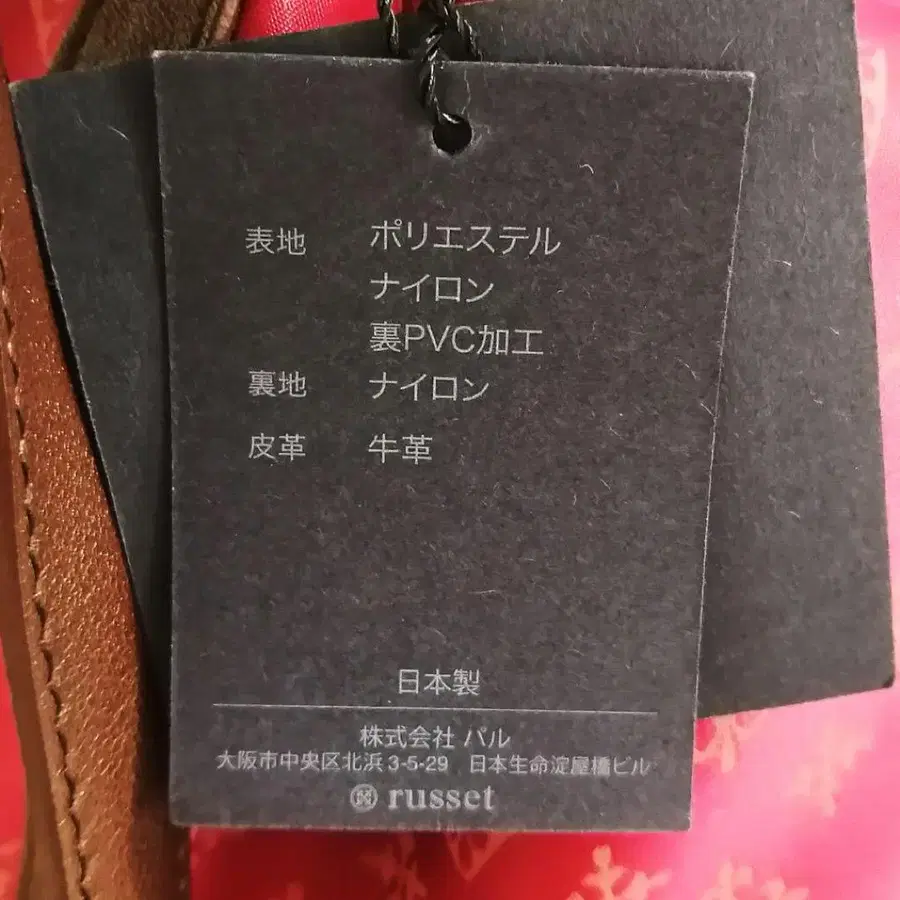 表地 ポリエステル
ナイロン
裏PVC加工
裏地 ナイロン
皮革 牛革
日本製
株式会社 パル
大阪市中央区北浜 3-5-29 日本生命淀屋橋ビル
russet